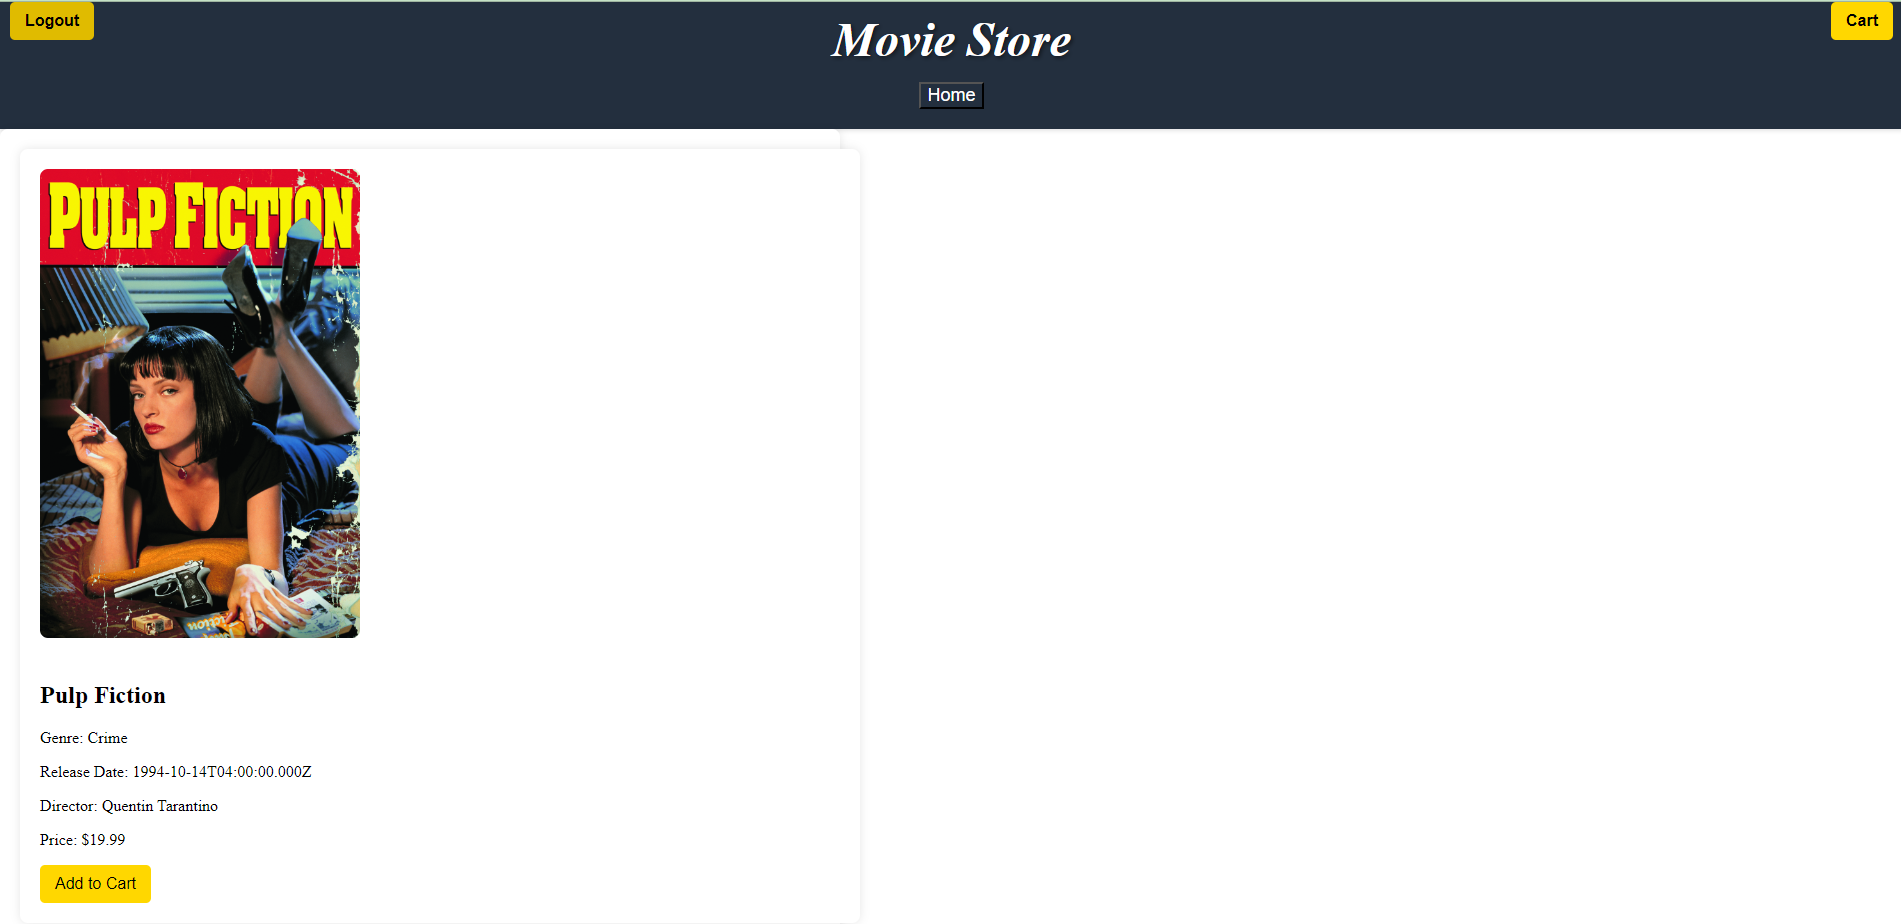 Logout
Movie Store
Cart
Home
PULP FICTION
Pulp Fiction
Genre: Crime
Release Date: 1994-10-14T04:00:00.000Z
Director: Quentin Tarantino
Price: $19.99
Add to Cart